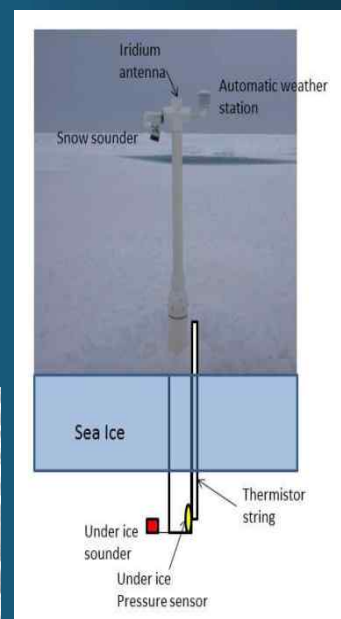 Iridium
antenna
Automatic weather
station
Snow sounder
Sea Ice
Thermistor
string
Under ice
sounder
Under ice
Pressure sensor